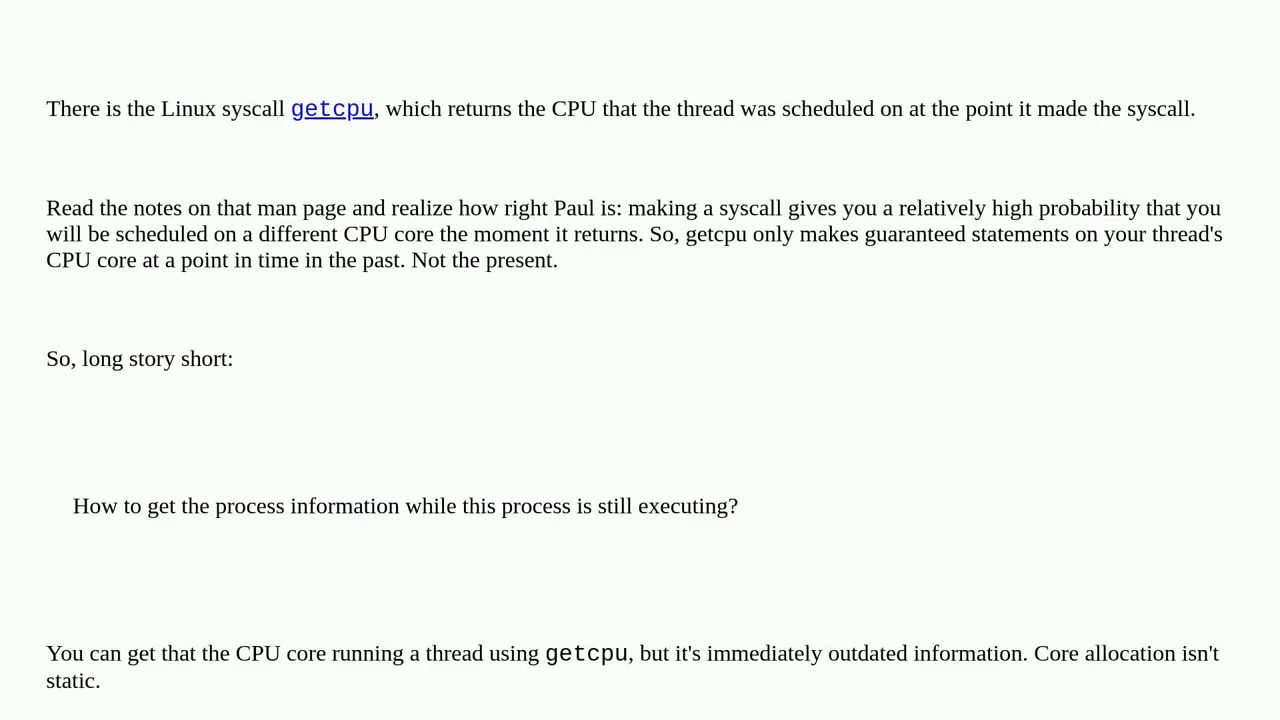 There is the Linux syscall getcpu, which returns the CPU that the thread was scheduled on at the point it made the syscall.
Read the notes on that man page and realize how right Paul is: making a syscall gives you a relatively high probability that you
will be scheduled on a different CPU core the moment it returns. So, getcpu only makes guaranteed statements on your thread's
CPU core at a point in time in the past. Not the present.
So, long story short:
How to get the process information while this process is still executing?
You can get that the CPU core running a thread using getcpu, but it's immediately outdated information. Core allocation isn't
static.